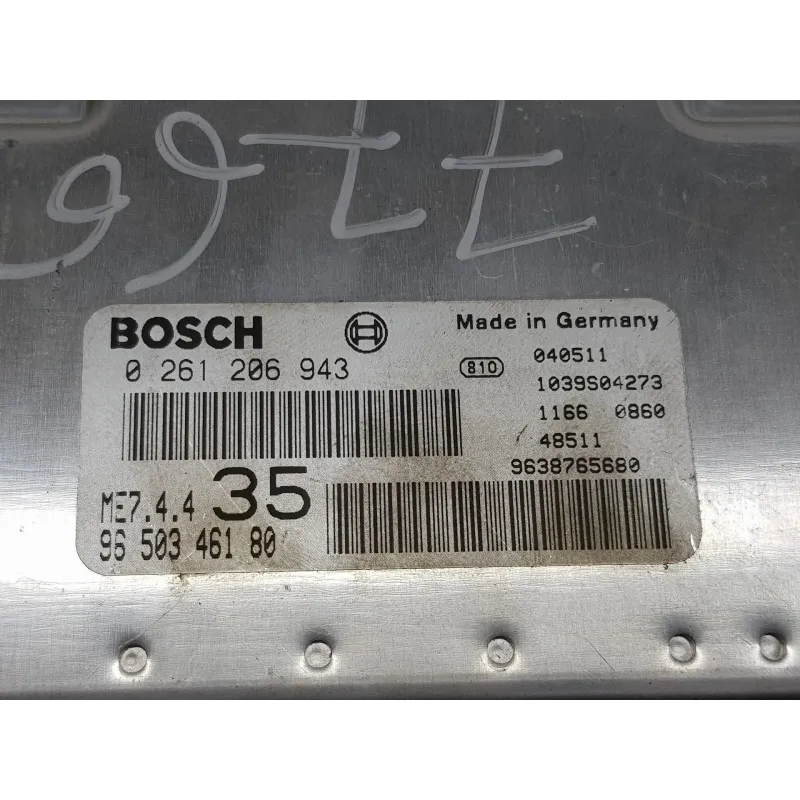 BOSCH Made in Germany
0 261 206 943 810 040511
1039S04273
1166 0860
48511
9638765680
ME7.4.4 35
96 503 461 80